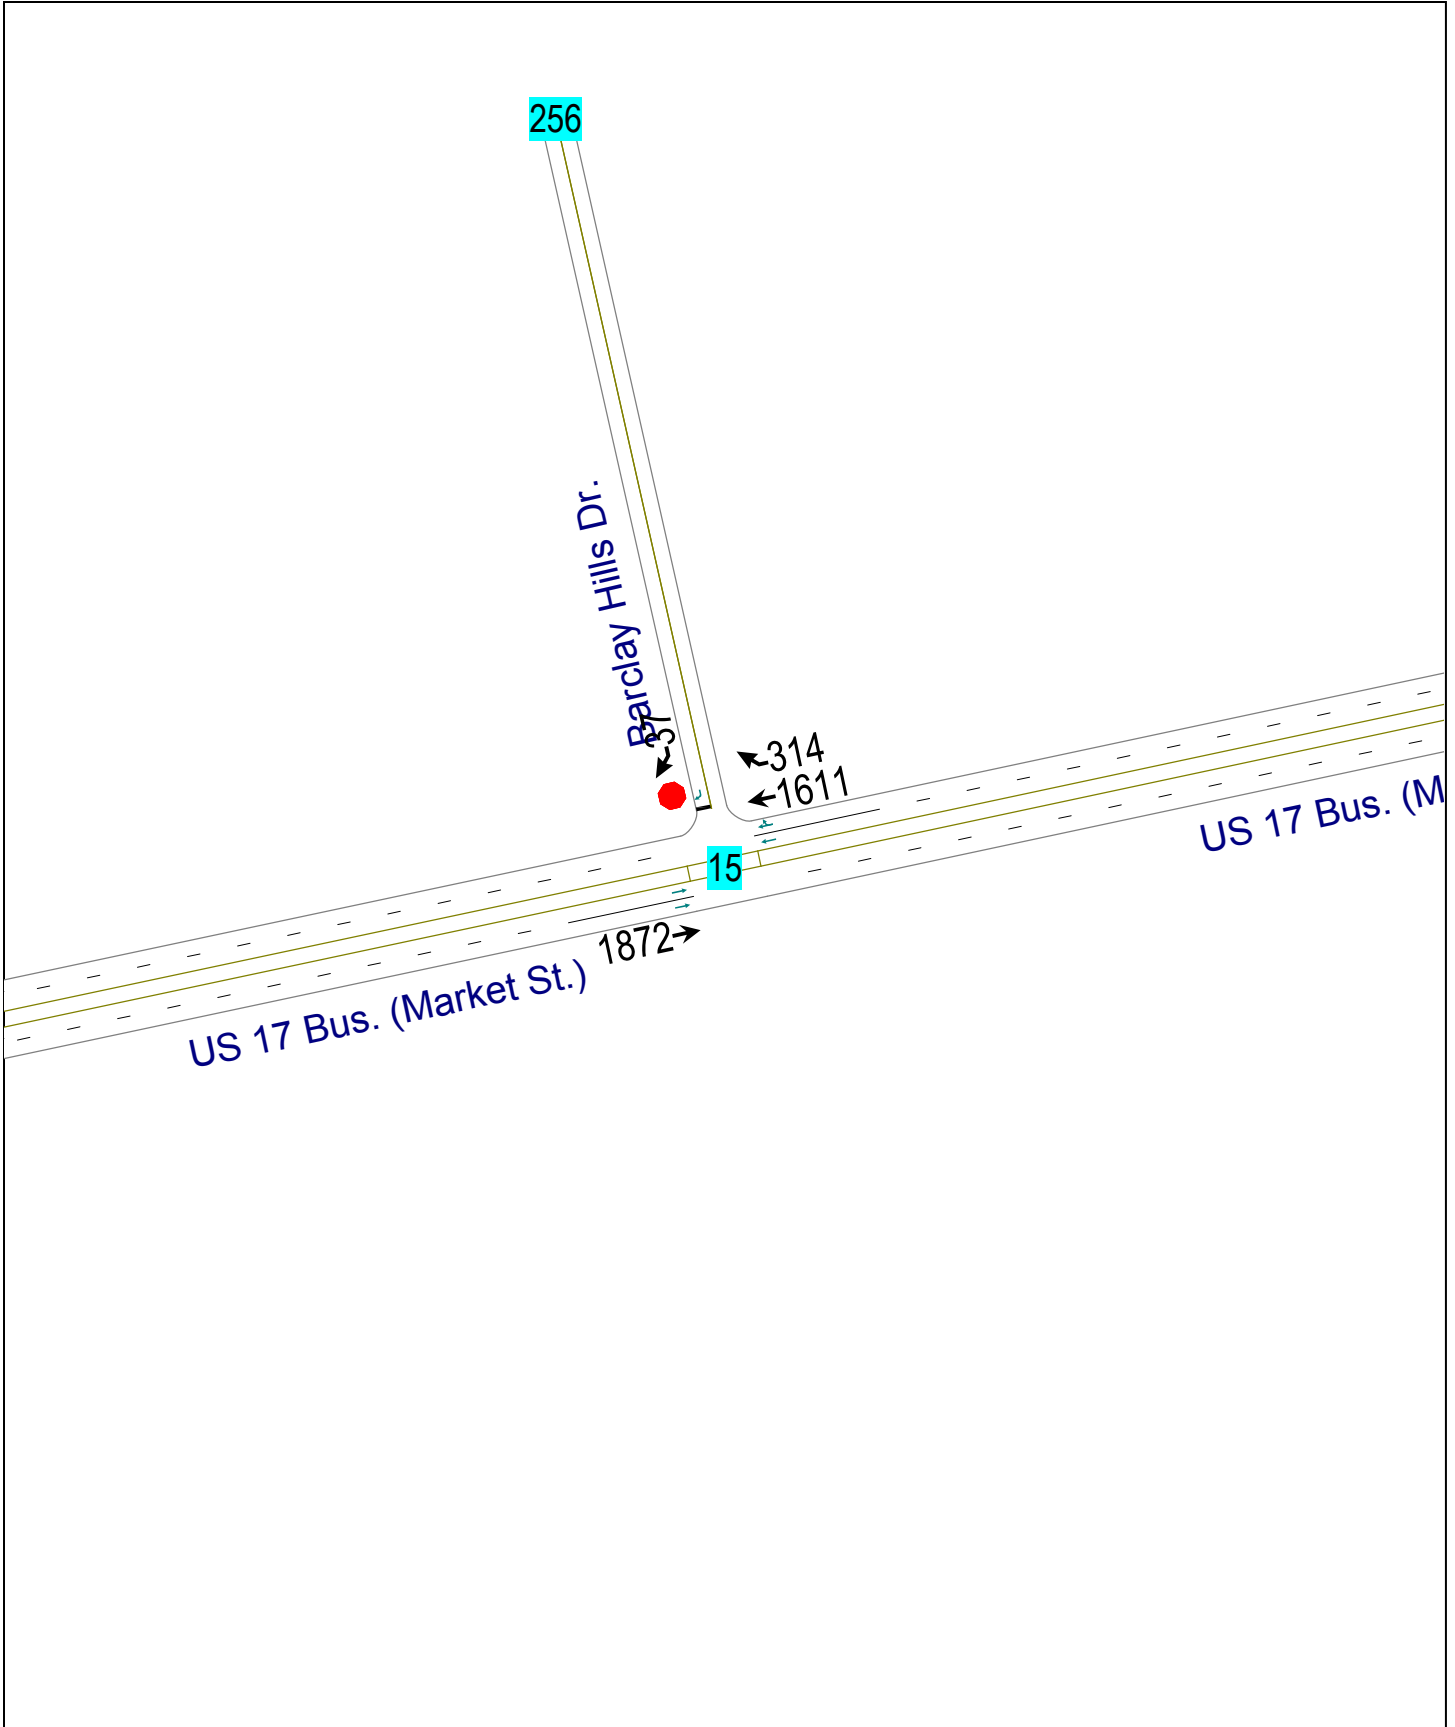 256
Barclay Hills Dr.
37
314
1611
US 17 Bus. (M
15
1872
US 17 Bus. (Market St.)